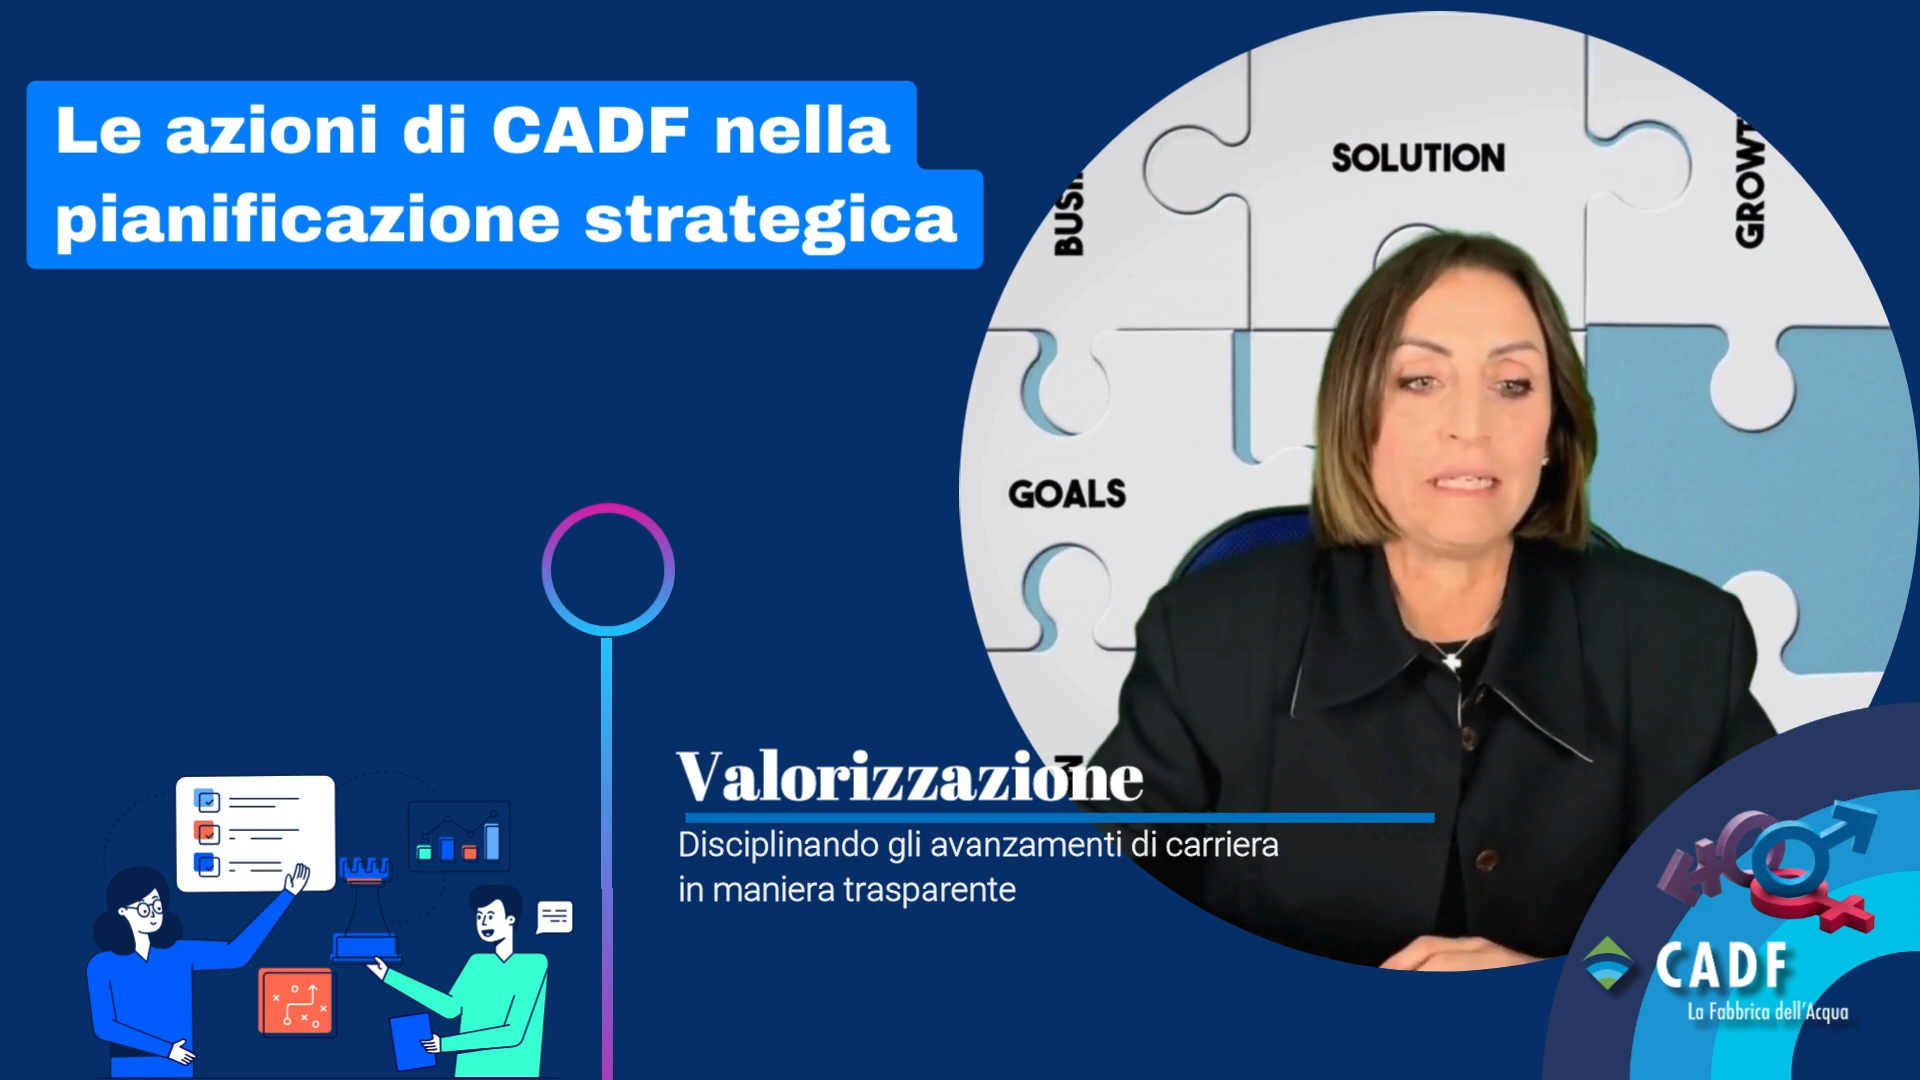 Le azioni di CADF nella
pianificazione strategica
SOLUTION
GOALS
Valorizzazione
Disciplinando gli avanzamenti di carriera
in maniera trasparente
CADF
La Fabbrica dell'Acqua